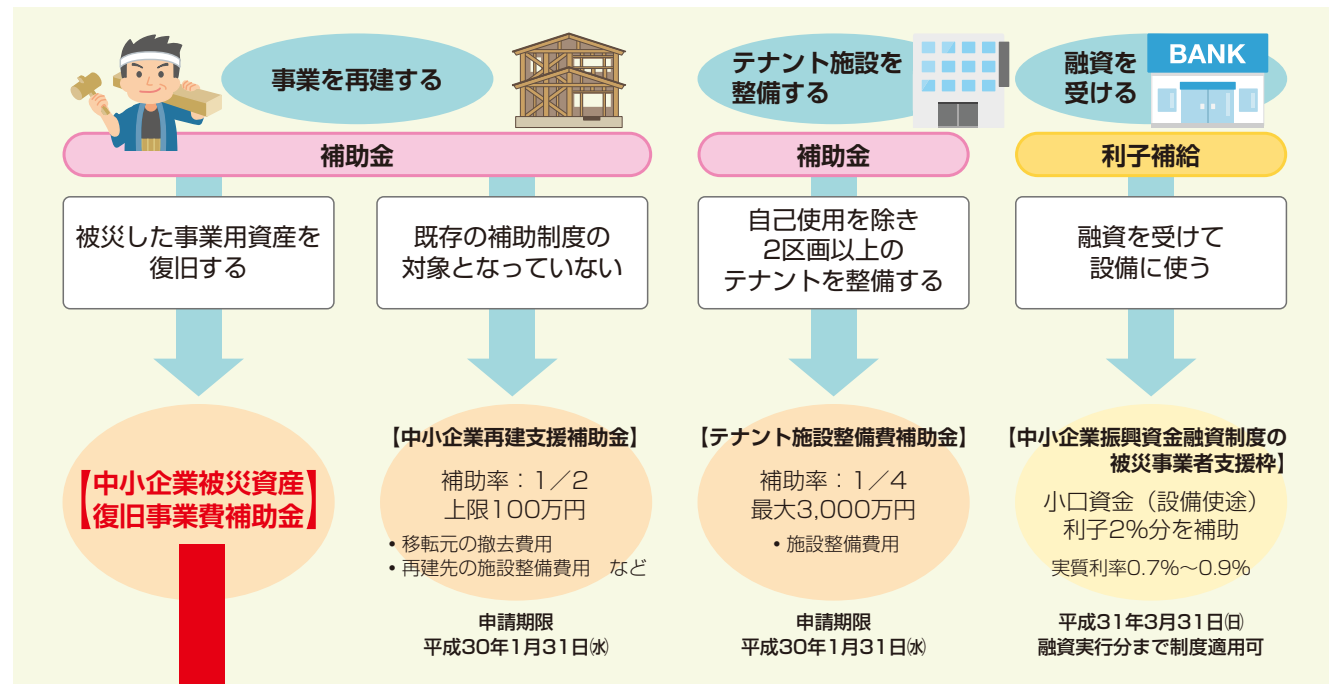 事業を再建する
補助金
被災した事業用資産を
復旧する
【中小企業被災資産
復旧事業費補助金】
既存の補助制度の
対象となっていない
【中小企業再建支援補助金】
補助率：1／2
上限100万円
•移転元の撤去費用
•再建先の施設整備費用　など
申請期限
平成30年1月31日㈬
テナント施設を
整備する
補助金
自己使用を除き
2区画以上の
テナントを整備する
【テナント施設整備費補助金】
補助率：1／4
最大3,000万円
•施設整備費用
申請期限
平成30年1月31日㈬
融資を
受ける
BANK
利子補給
融資を受けて
設備に使う
【中小企業振興資金融資制度の
被災事業者支援枠】
小口資金（設備使途）
利子2%分を補助
実質利率0.7%～0.9%
平成31年3月31日㈰
融資実行分まで制度適用可